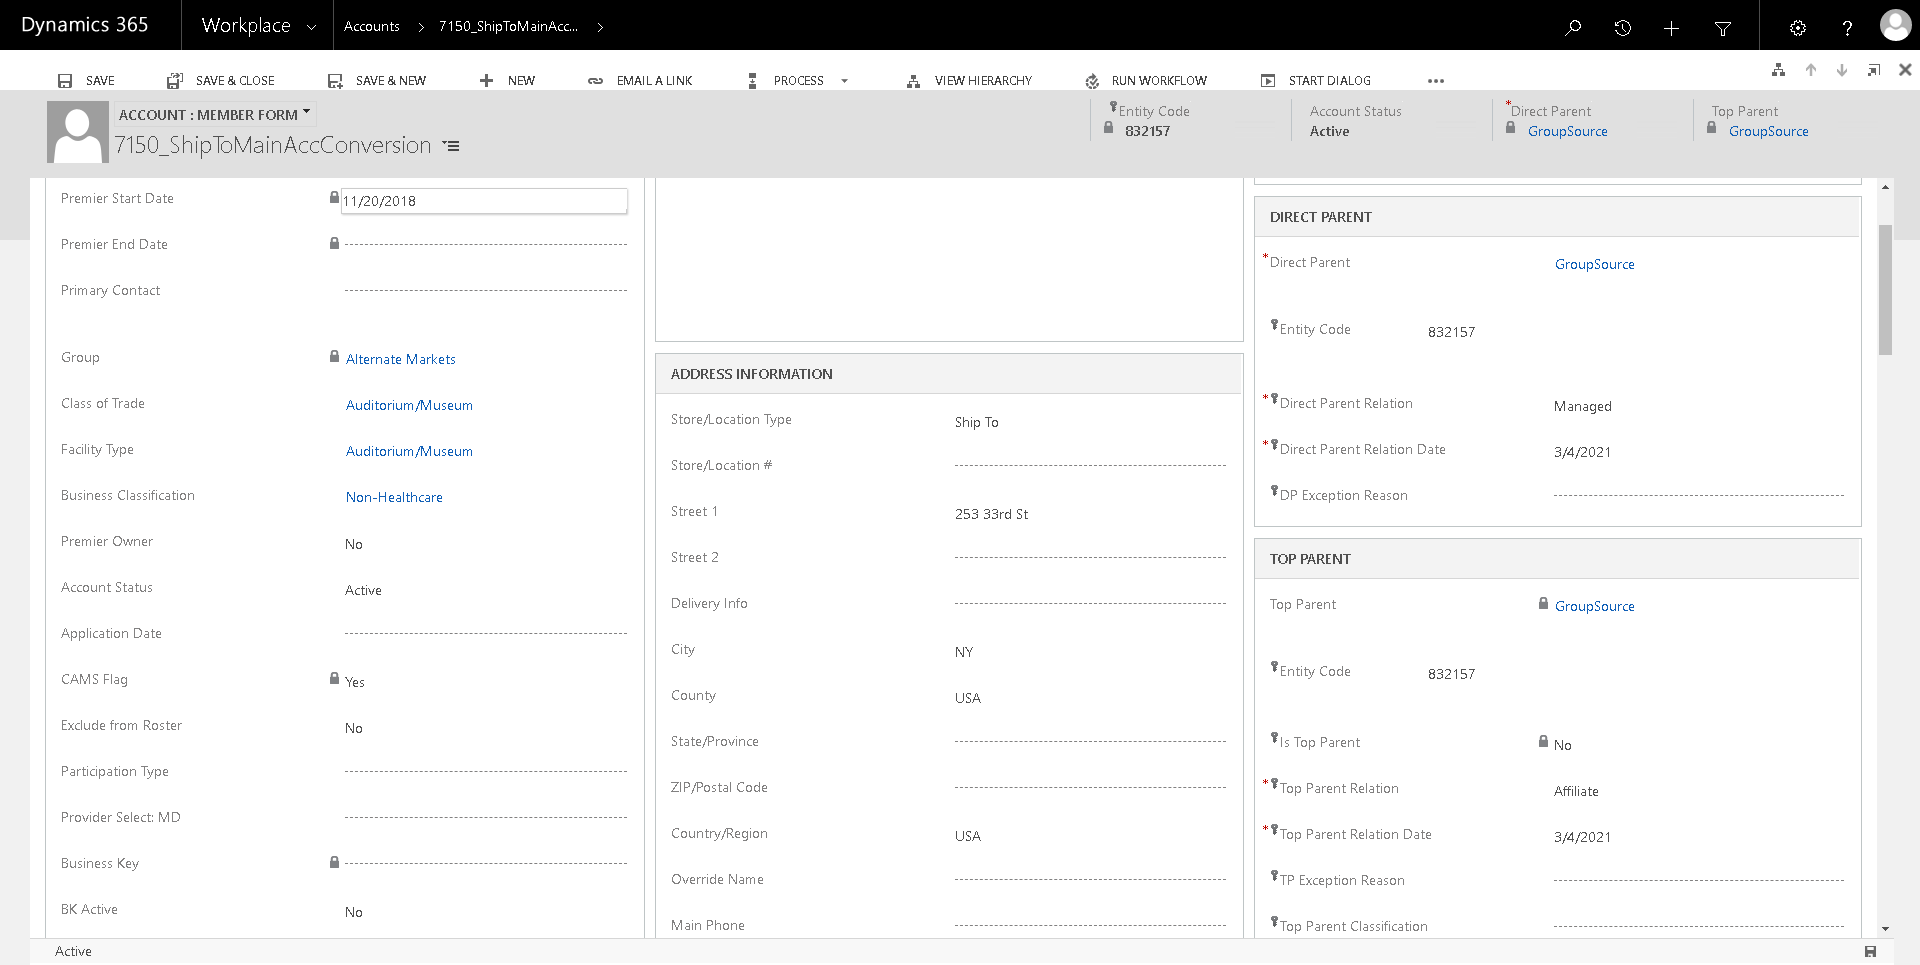 Dynamics 365
Workplace
Accounts
7150_ShipToMainAcc...
SAVE
SAVE & CLOSE
SAVE & NEW
NEW
EMAIL A LINK
PROCESS
VIEW HIERARCHY
RUN WORKFLOW
START DIALOG
ACCOUNT : MEMBER FORM
7150_ShipToMainAccConversion
Entity Code
832157
Account Status
Active
*Direct Parent
GroupSource
Top Parent
GroupSource
Premier Start Date
11/20/2018
Premier End Date
Primary Contact
Group
Alternate Markets
Class of Trade
Auditorium/Museum
Facility Type
Auditorium/Museum
Business Classification
Non-Healthcare
Premier Owner
No
Account Status
Active
Application Date
CAMS Flag
Yes
Exclude from Roster
No
Participation Type
Provider Select: MD
Business Key
BK Active
No
ADDRESS INFORMATION
Store/Location Type
Ship To
Store/Location #
Street 1
253 33rd St
Street 2
Delivery Info
City
NY
County
USA
State/Province
ZIP/Postal Code
Country/Region
USA
Override Name
Main Phone
DIRECT PARENT
*Direct Parent
GroupSource
Entity Code
832157
*Direct Parent Relation
Managed
*Direct Parent Relation Date
3/4/2021
DP Exception Reason
TOP PARENT
Top Parent
GroupSource
Entity Code
832157
Is Top Parent
No
*Top Parent Relation
Affiliate
*Top Parent Relation Date
3/4/2021
TP Exception Reason
Top Parent Classification
Active